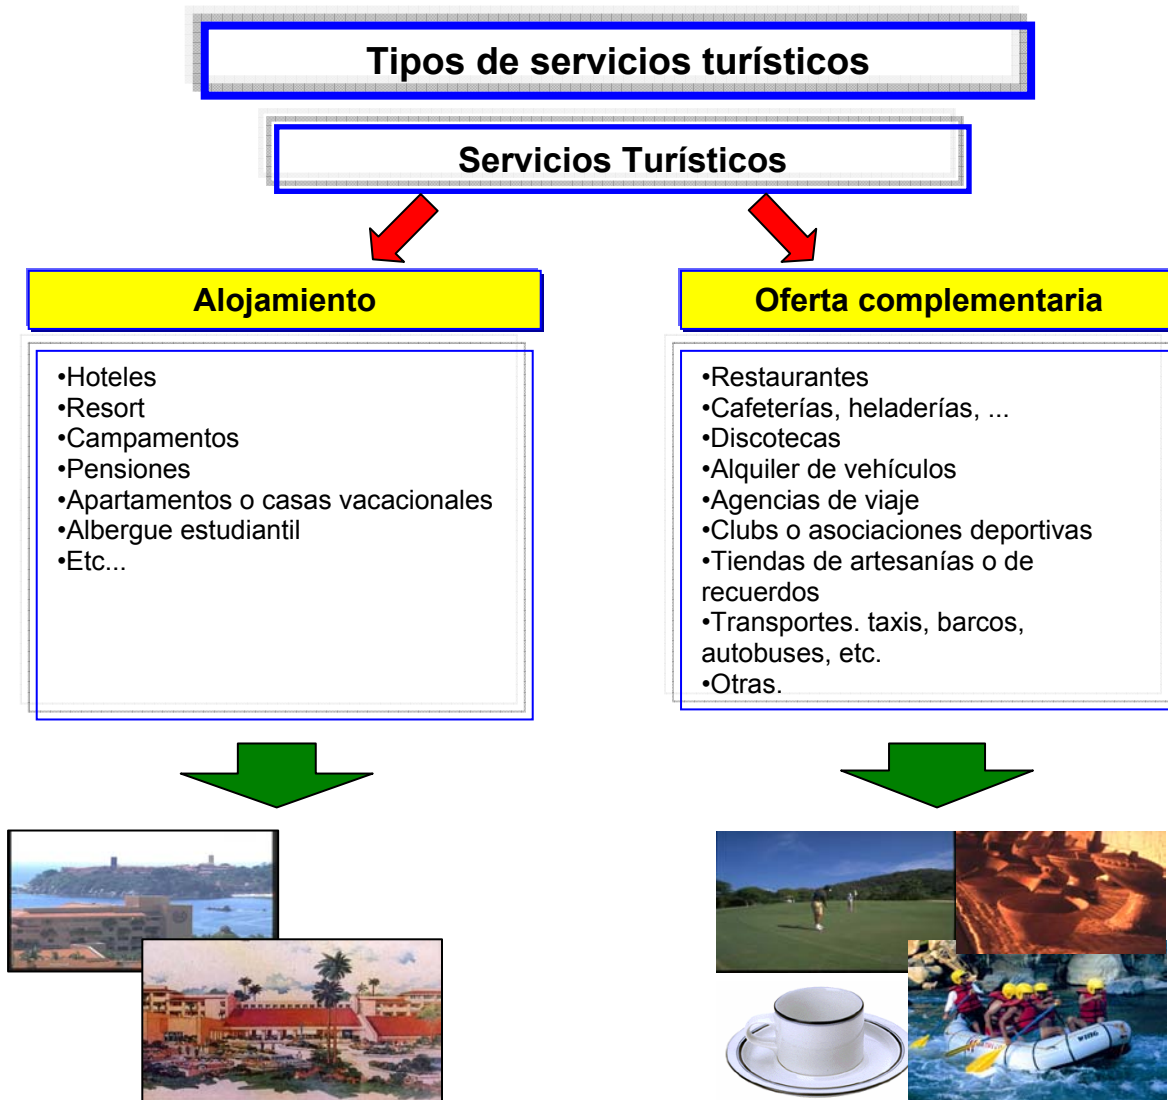 Tipos de servicios turísticos
Servicios Turísticos
Alojamiento
•Hoteles
•Resort
•Campamentos
•Pensiones
•Apartamentos o casas vacacionales
•Albergue estudiantil
•Etc...
Oferta complementaria
•Restaurantes
•Cafeterías, heladerías, ...
•Discotecas
•Alquiler de vehículos
•Agencias de viaje
•Clubs o asociaciones deportivas
•Tiendas de artesanías o de
recuerdos
•Transportes. taxis, barcos,
autobuses, etc.
•Otras.